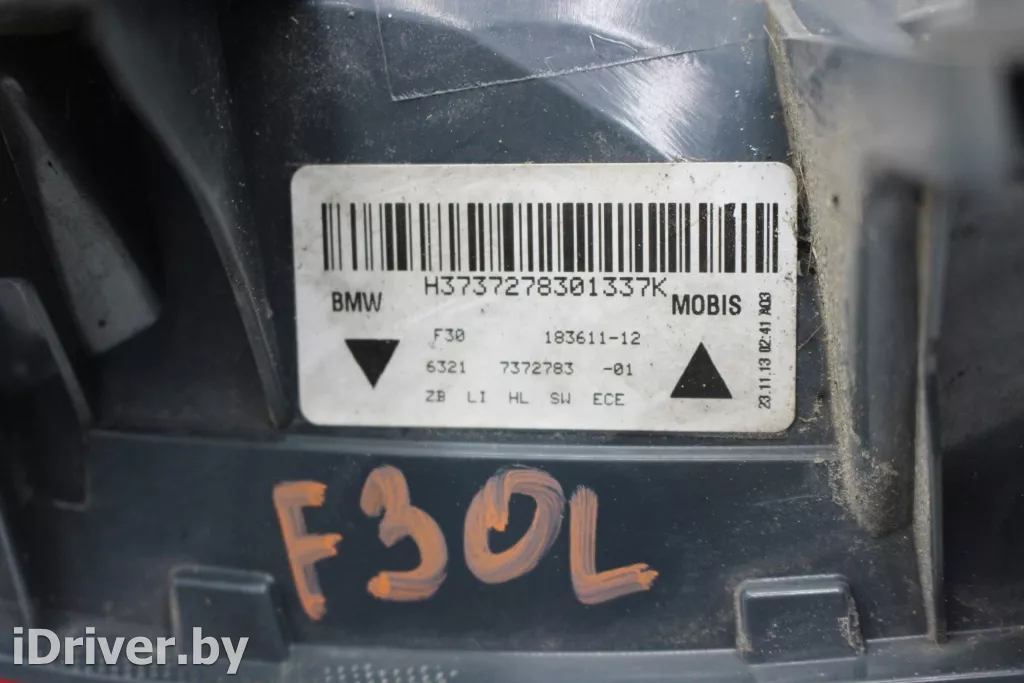 H3737278301337K
BMW MOBIS
F30 183611-12
6321 7372783 -01
ZB LI HL SW ECE
23.11.13 02:41 A03
F30L
iDriver.by